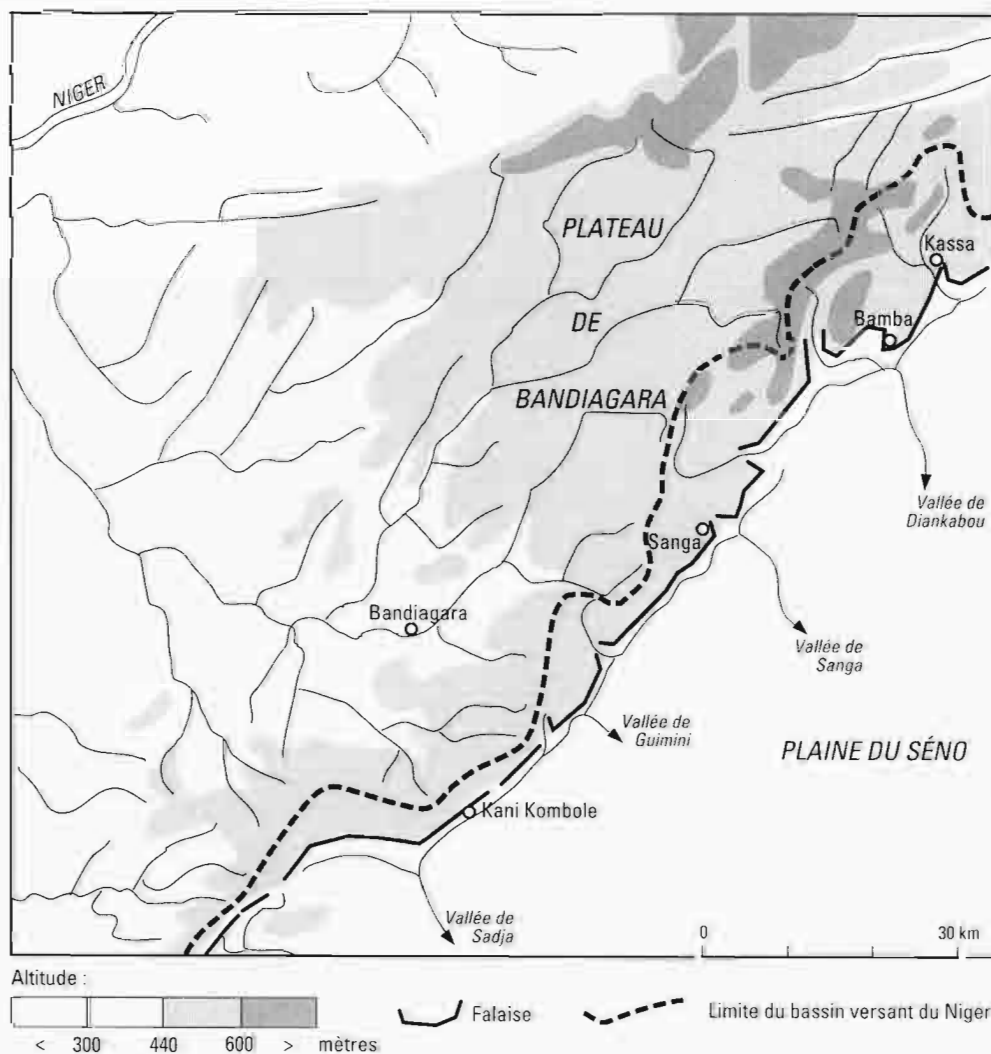 NIGER
PLATEAU
DE
BANDIAGARA
Kassa
Bamba
Vallée de
Diankabou
Sanga
Vallée de
Sanga
Bandiagara
Vallée de
Guimini
PLAINE DU SÉNO
Kani Kombole
Vallée de
Sadja
0 30 km
Altitude :
< 300 440 600 > mètres
Falaise
Limite du bassin versant du Niger